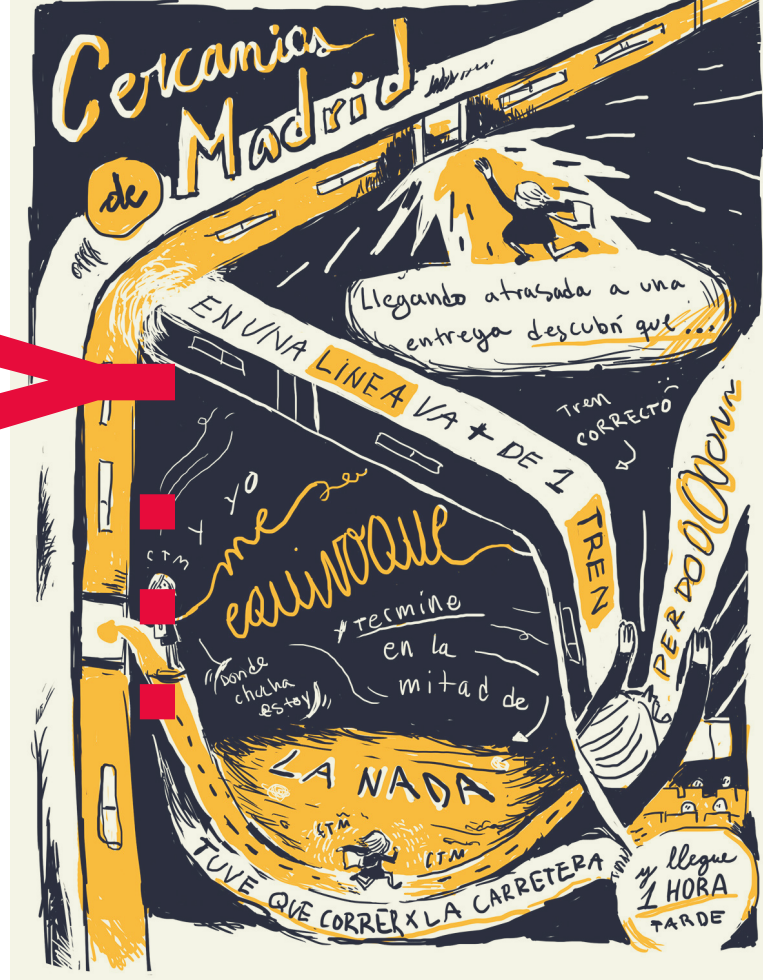 Cercanias
de Madrid
Llegando atrasada a una
entrega descubrí que...
EN UNA LINEA VA + DE 1
TREN
Tren
CORRECTO
Y YO
me
equiNOQUE
CTM
"Donde
chucha
estoy"
y termine
en la
mitad de
LA NADA
CTM
CTM
TUVE QUE CORRER X LA CARRETERA
PERDOOOOONN
y llegue
1 HORA
TARDE